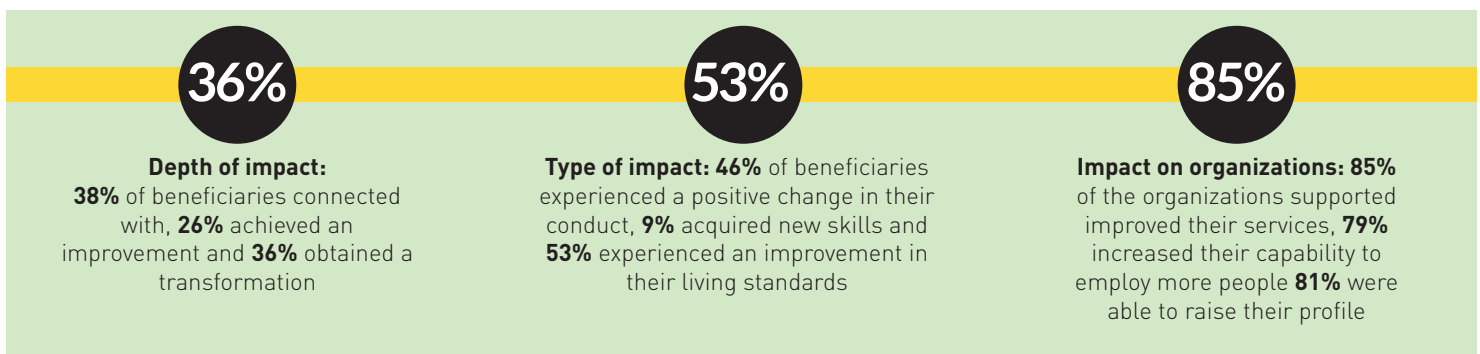 36%
Depth of impact:
38% of beneficiaries connected
with, 26% achieved an
improvement and 36% obtained a
transformation
53%
Type of impact: 46% of beneficiaries
experienced a positive change in their
conduct, 9% acquired new skills and
53% experienced an improvement in
their living standards
85%
Impact on organizations: 85%
of the organizations supported
improved their services, 79%
increased their capability to
employ more people 81% were
able to raise their profile